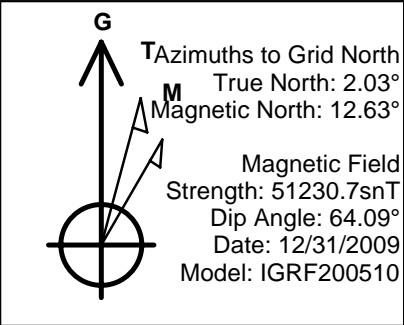 G
T Azimuths to Grid North
True North: 2.03°
M Magnetic North: 12.63°
Magnetic Field
Strength: 51230.7snT
Dip Angle: 64.09°
Date: 12/31/2009
Model: IGRF200510